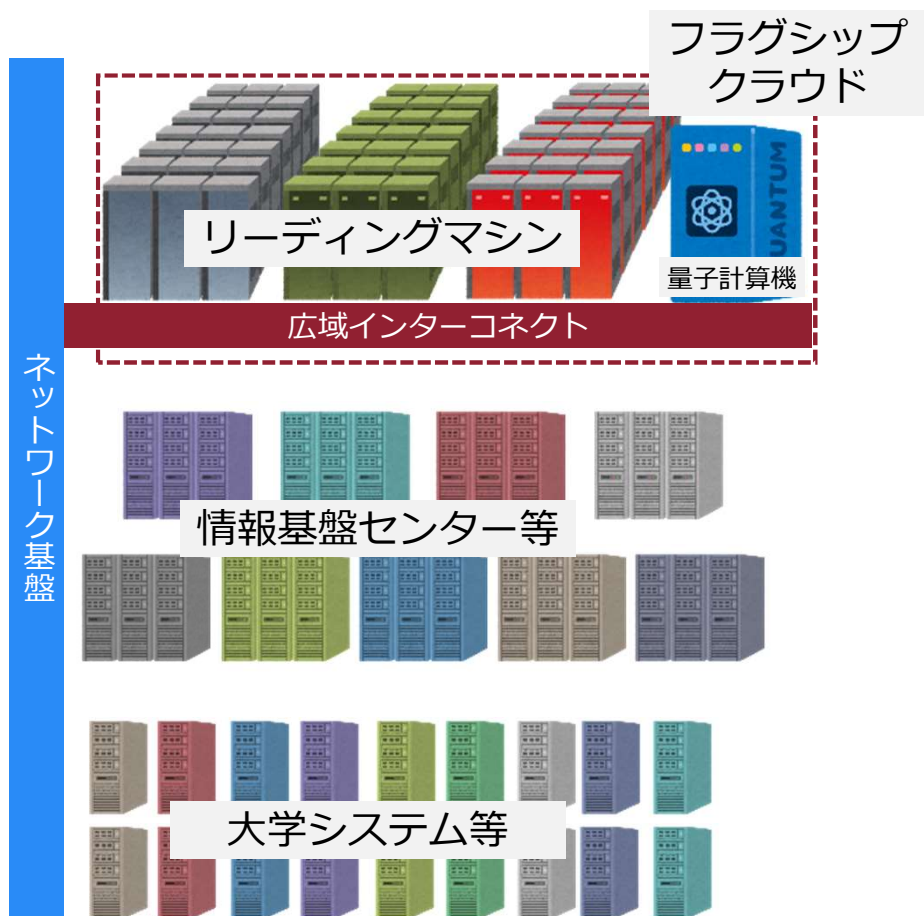 フラグシップ
クラウド
リーディングマシン
UANTUM
量子計算機
広域インターコネクト
ネットワーク基盤
情報基盤センター等
大学システム等